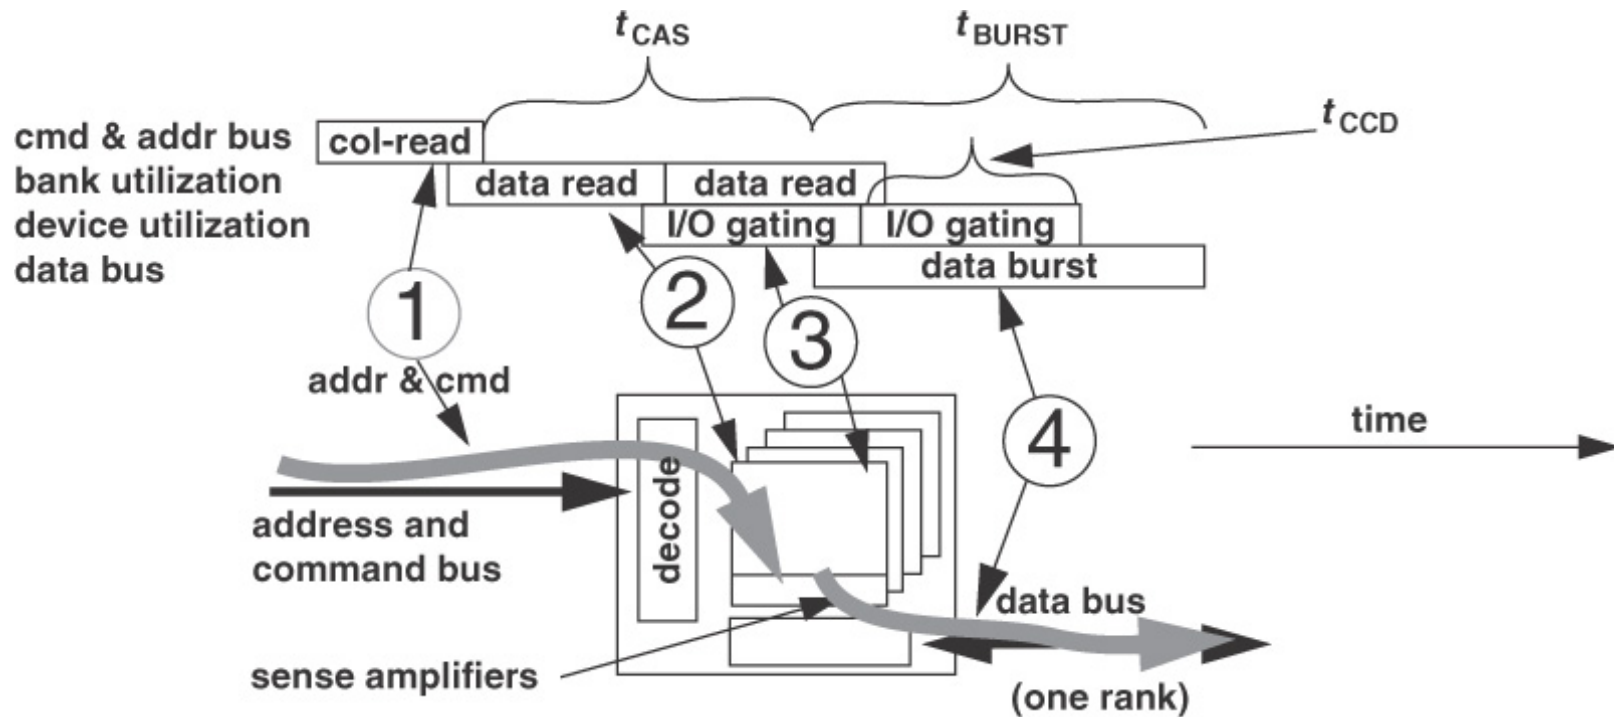 tCAS
tBURST
tCCD
cmd & addr bus
bank utilization
device utilization
data bus
col-read
data read
data read
I/O gating
I/O gating
data burst
1
2
3
4
addr & cmd
time
decode
address and
command bus
data bus
sense amplifiers
(one rank)